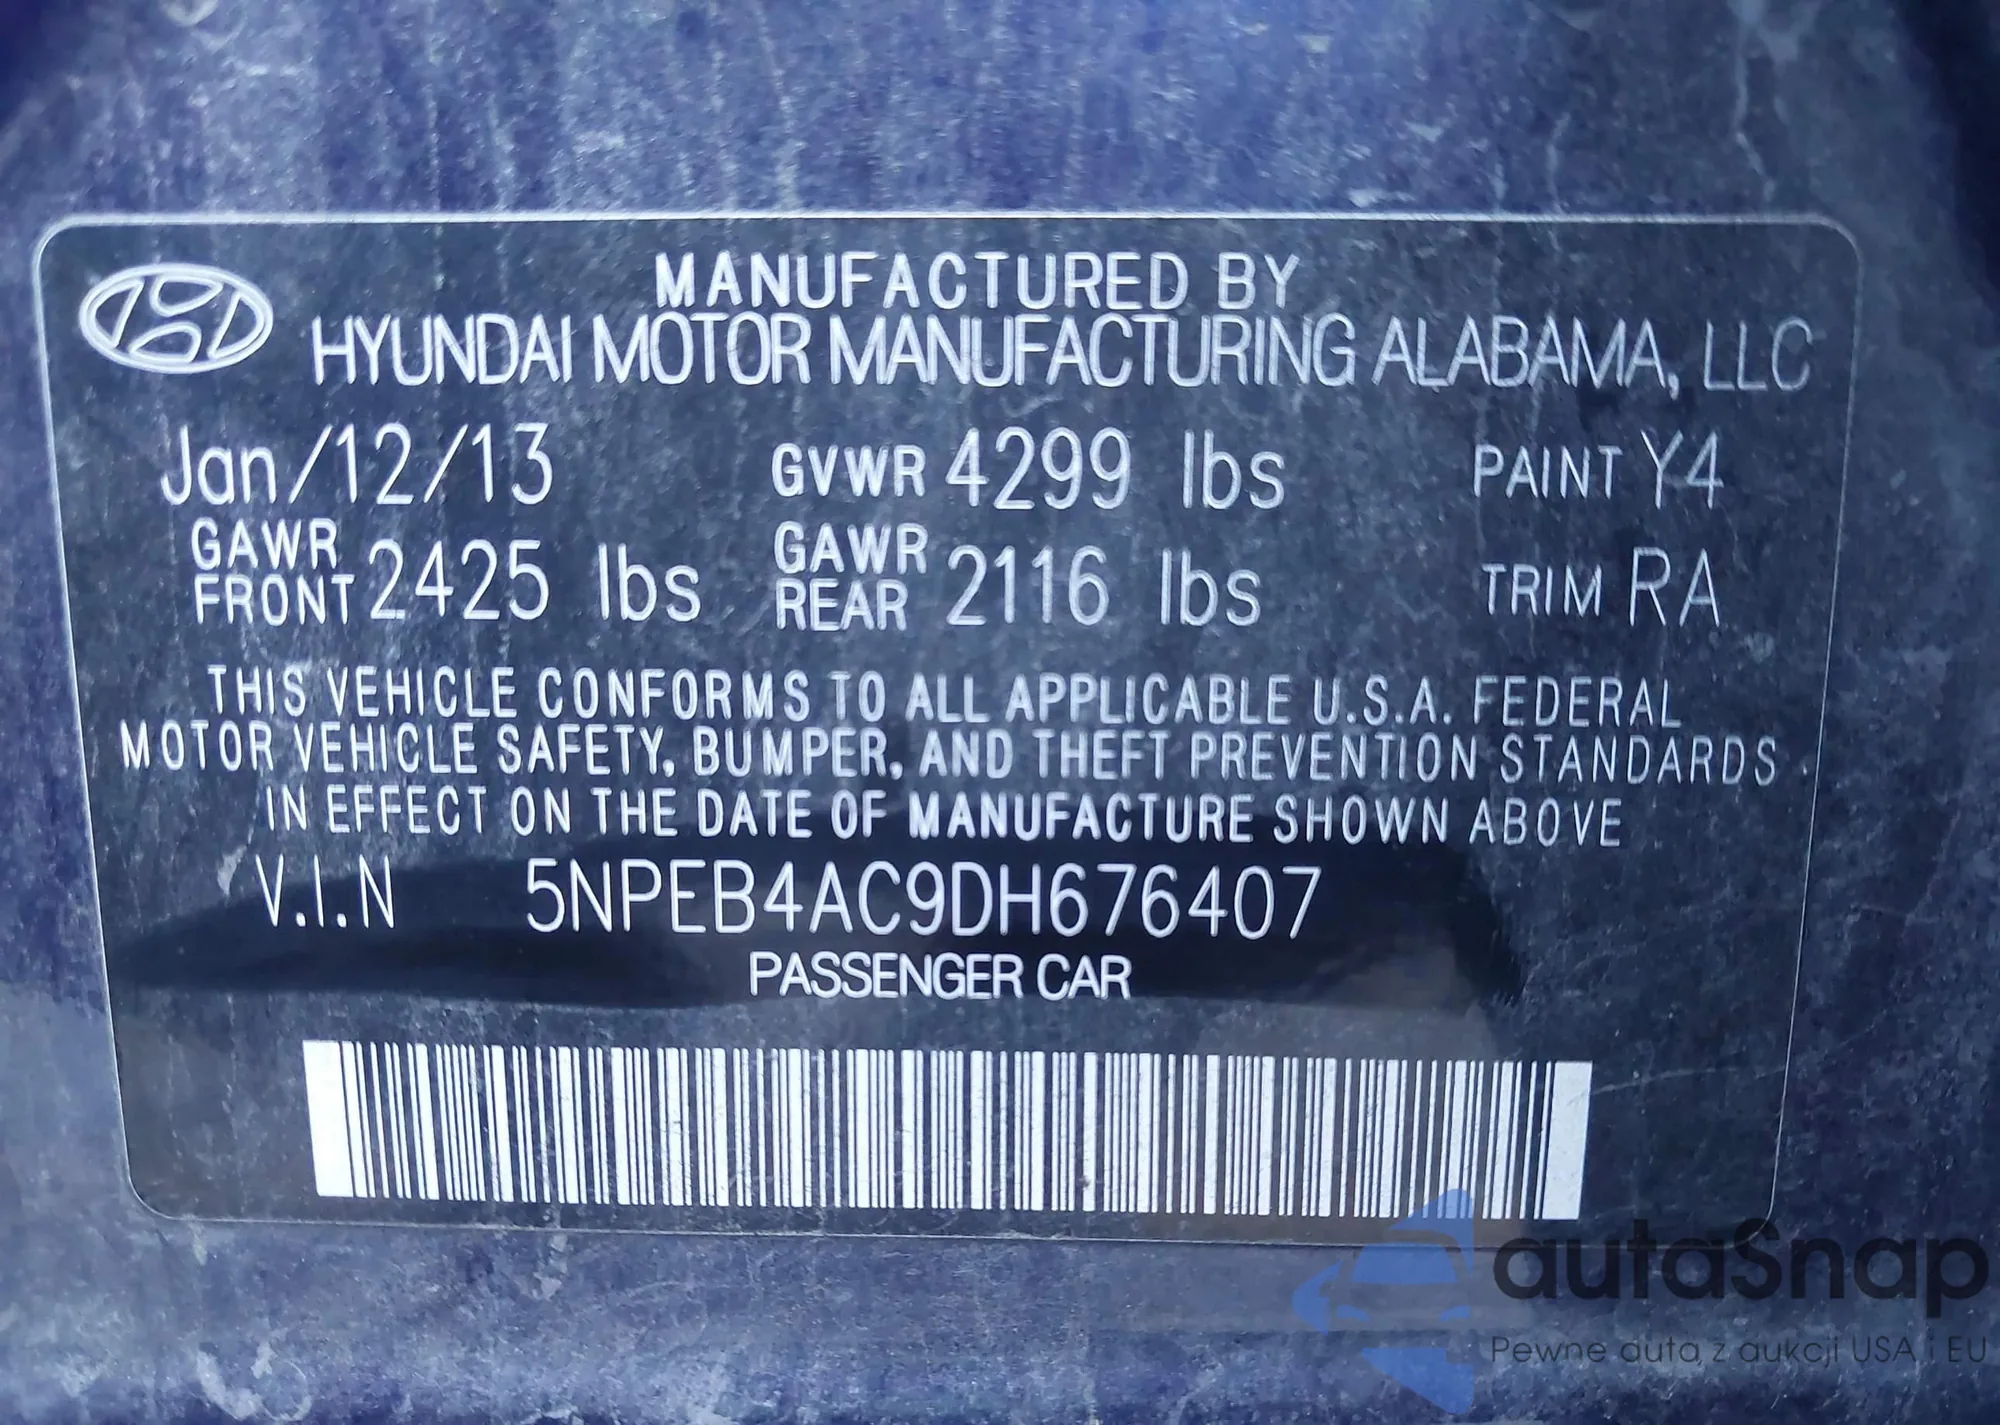 MANUFACTURED BY
HYUNDAI MOTOR MANUFACTURING ALABAMA, LLC
Jan/12/13 GVWR 4299 lbs PAINT Y4
GAWR FRONT 2425 lbs GAWR REAR 2116 lbs TRIM RA
THIS VEHICLE CONFORMS TO ALL APPLICABLE U.S.A. FEDERAL
MOTOR VEHICLE SAFETY, BUMPER, AND THEFT PREVENTION STANDARDS
IN EFFECT ON THE DATE OF MANUFACTURE SHOWN ABOVE
V.I.N 5NPEB4AC9DH676407
PASSENGER CAR
autaSnap
Pewne auta z aukcji USA i EU